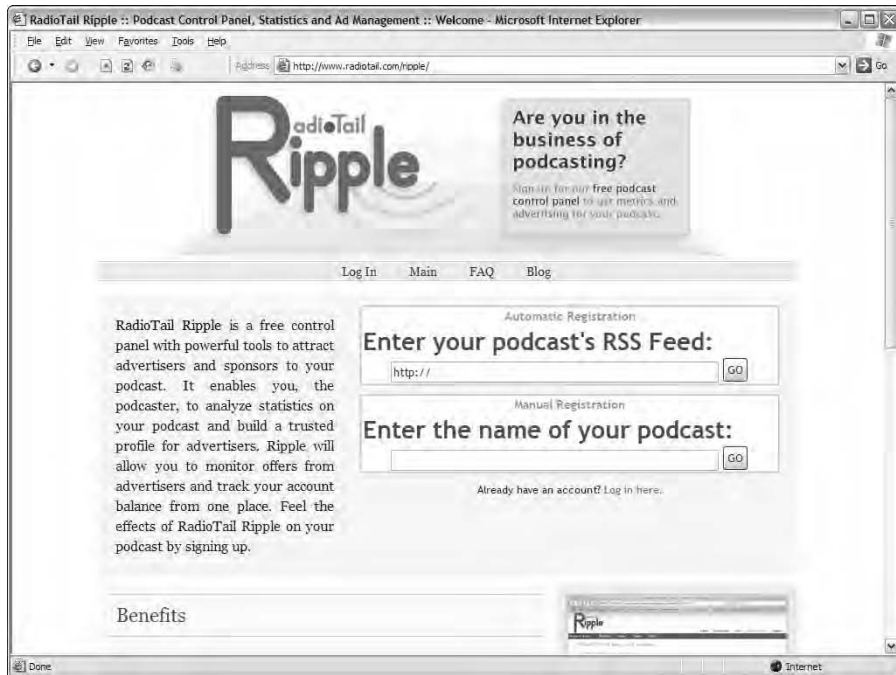 RadioTail Ripple :: Podcast Control Panel, Statistics and Ad Management :: Welcome - Microsoft Internet Explorer
File Edit View Favorites Tools Help
Address http://www.radiotail.com/ripple/ Go
RadioTail
Ripple
Are you in the
business of
podcasting?
Sign up for our free podcast
control panel to use metrics and
advertising for your podcast.
Log In Main FAQ Blog
RadioTail Ripple is a free control
panel with powerful tools to attract
advertisers and sponsors to your
podcast. It enables you, the
podcaster, to analyze statistics on
your podcast and build a trusted
profile for advertisers. Ripple will
allow you to monitor offers from
advertisers and track your account
balance from one place. Feel the
effects of RadioTail Ripple on your
podcast by signing up.
Automatic Registration
Enter your podcast's RSS Feed:
http:// GO
Manual Registration
Enter the name of your podcast:
GO
Already have an account? Log in here.
Benefits
Ripple
Done Internet